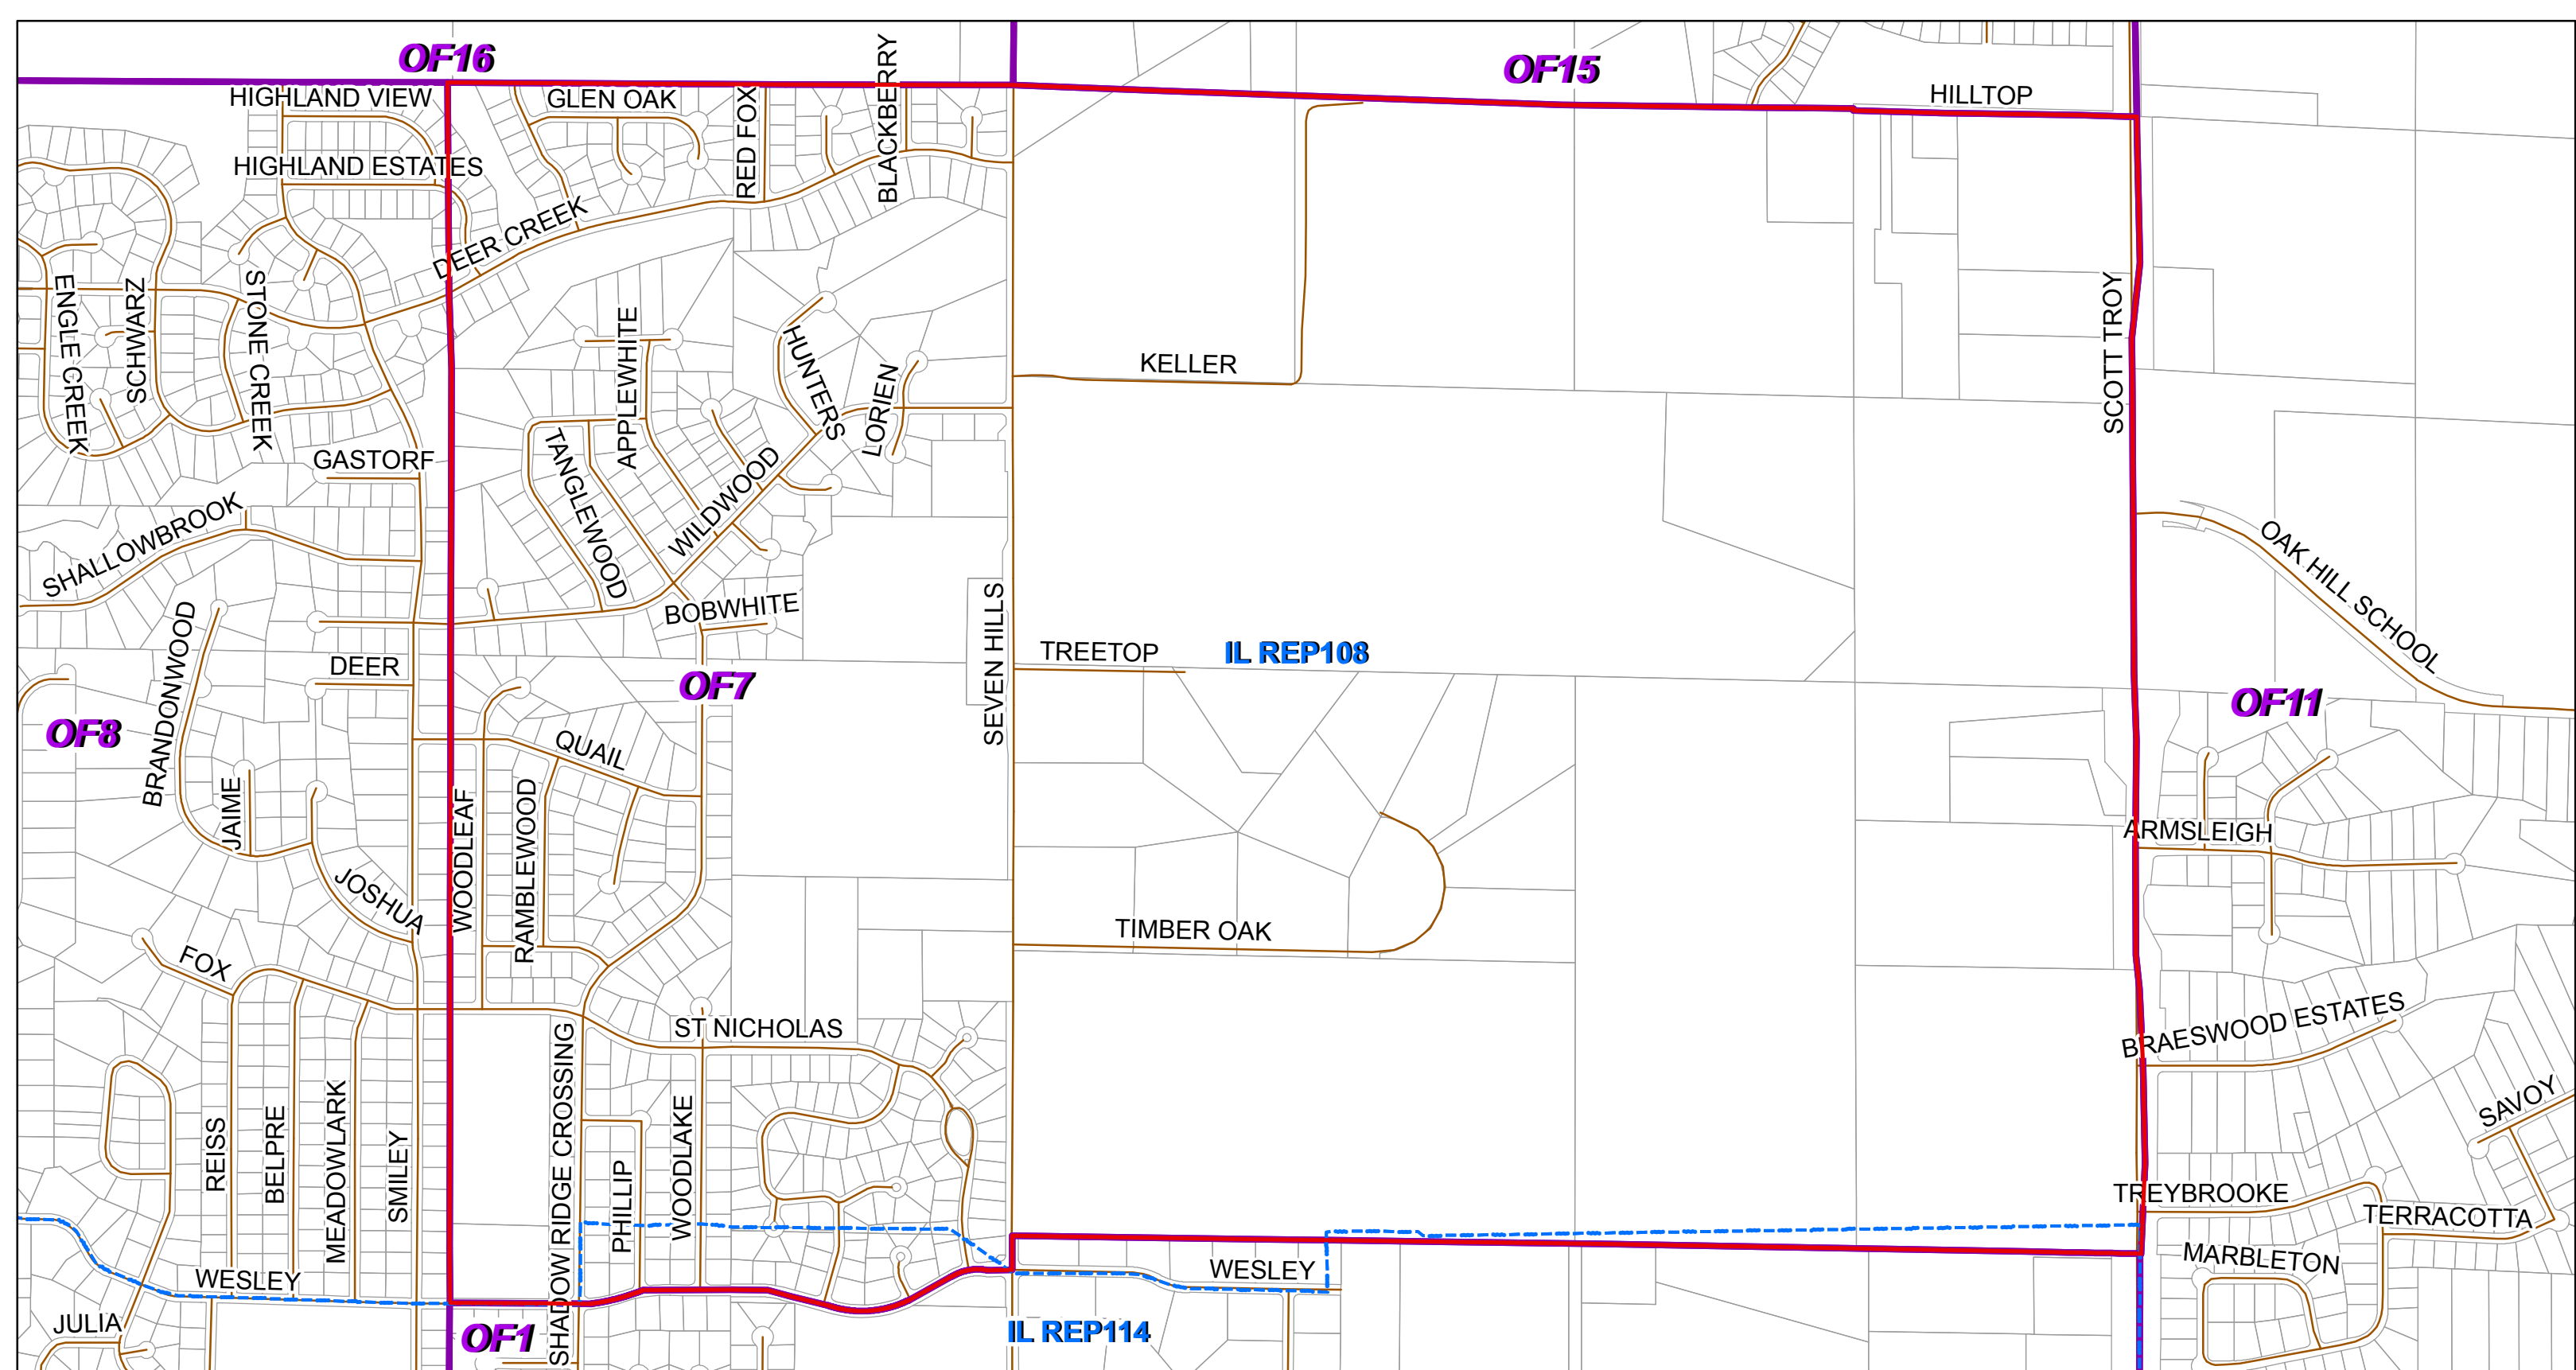 OF16
OF15
HIGHLAND VIEW
GLEN OAK
RED FOX
BLACKBERRY
HILLTOP
HIGHLAND ESTATES
DEER CREEK
ENGLE CREEK
SCHWARZ
STONE CREEK
APPLEWHITE
HUNTERS
LORIEN
KELLER
SCOTT TROY
GASTORF
TANGLEWOOD
WILDWOOD
SHALLOWBROOK
OAK HILL SCHOOL
BOBWHITE
SEVEN HILLS
TREETOP
IL REP108
BRANDONWOOD
DEER
OF7
OF11
OF8
QUAIL
JAIME
WOODLEAF
RAMBLEWOOD
ARMSLEIGH
JOSHUA
TIMBER OAK
FOX
ST NICHOLAS
BRAESWOOD ESTATES
REISS
BELPRE
MEADOWLARK
SMILEY
SHADOW RIDGE CROSSING
PHILLIP
WOODLAKE
SAVOY
TREYBROOKE
TERRACOTTA
WESLEY
WESLEY
MARBLETON
JULIA
OF1
IL REP114